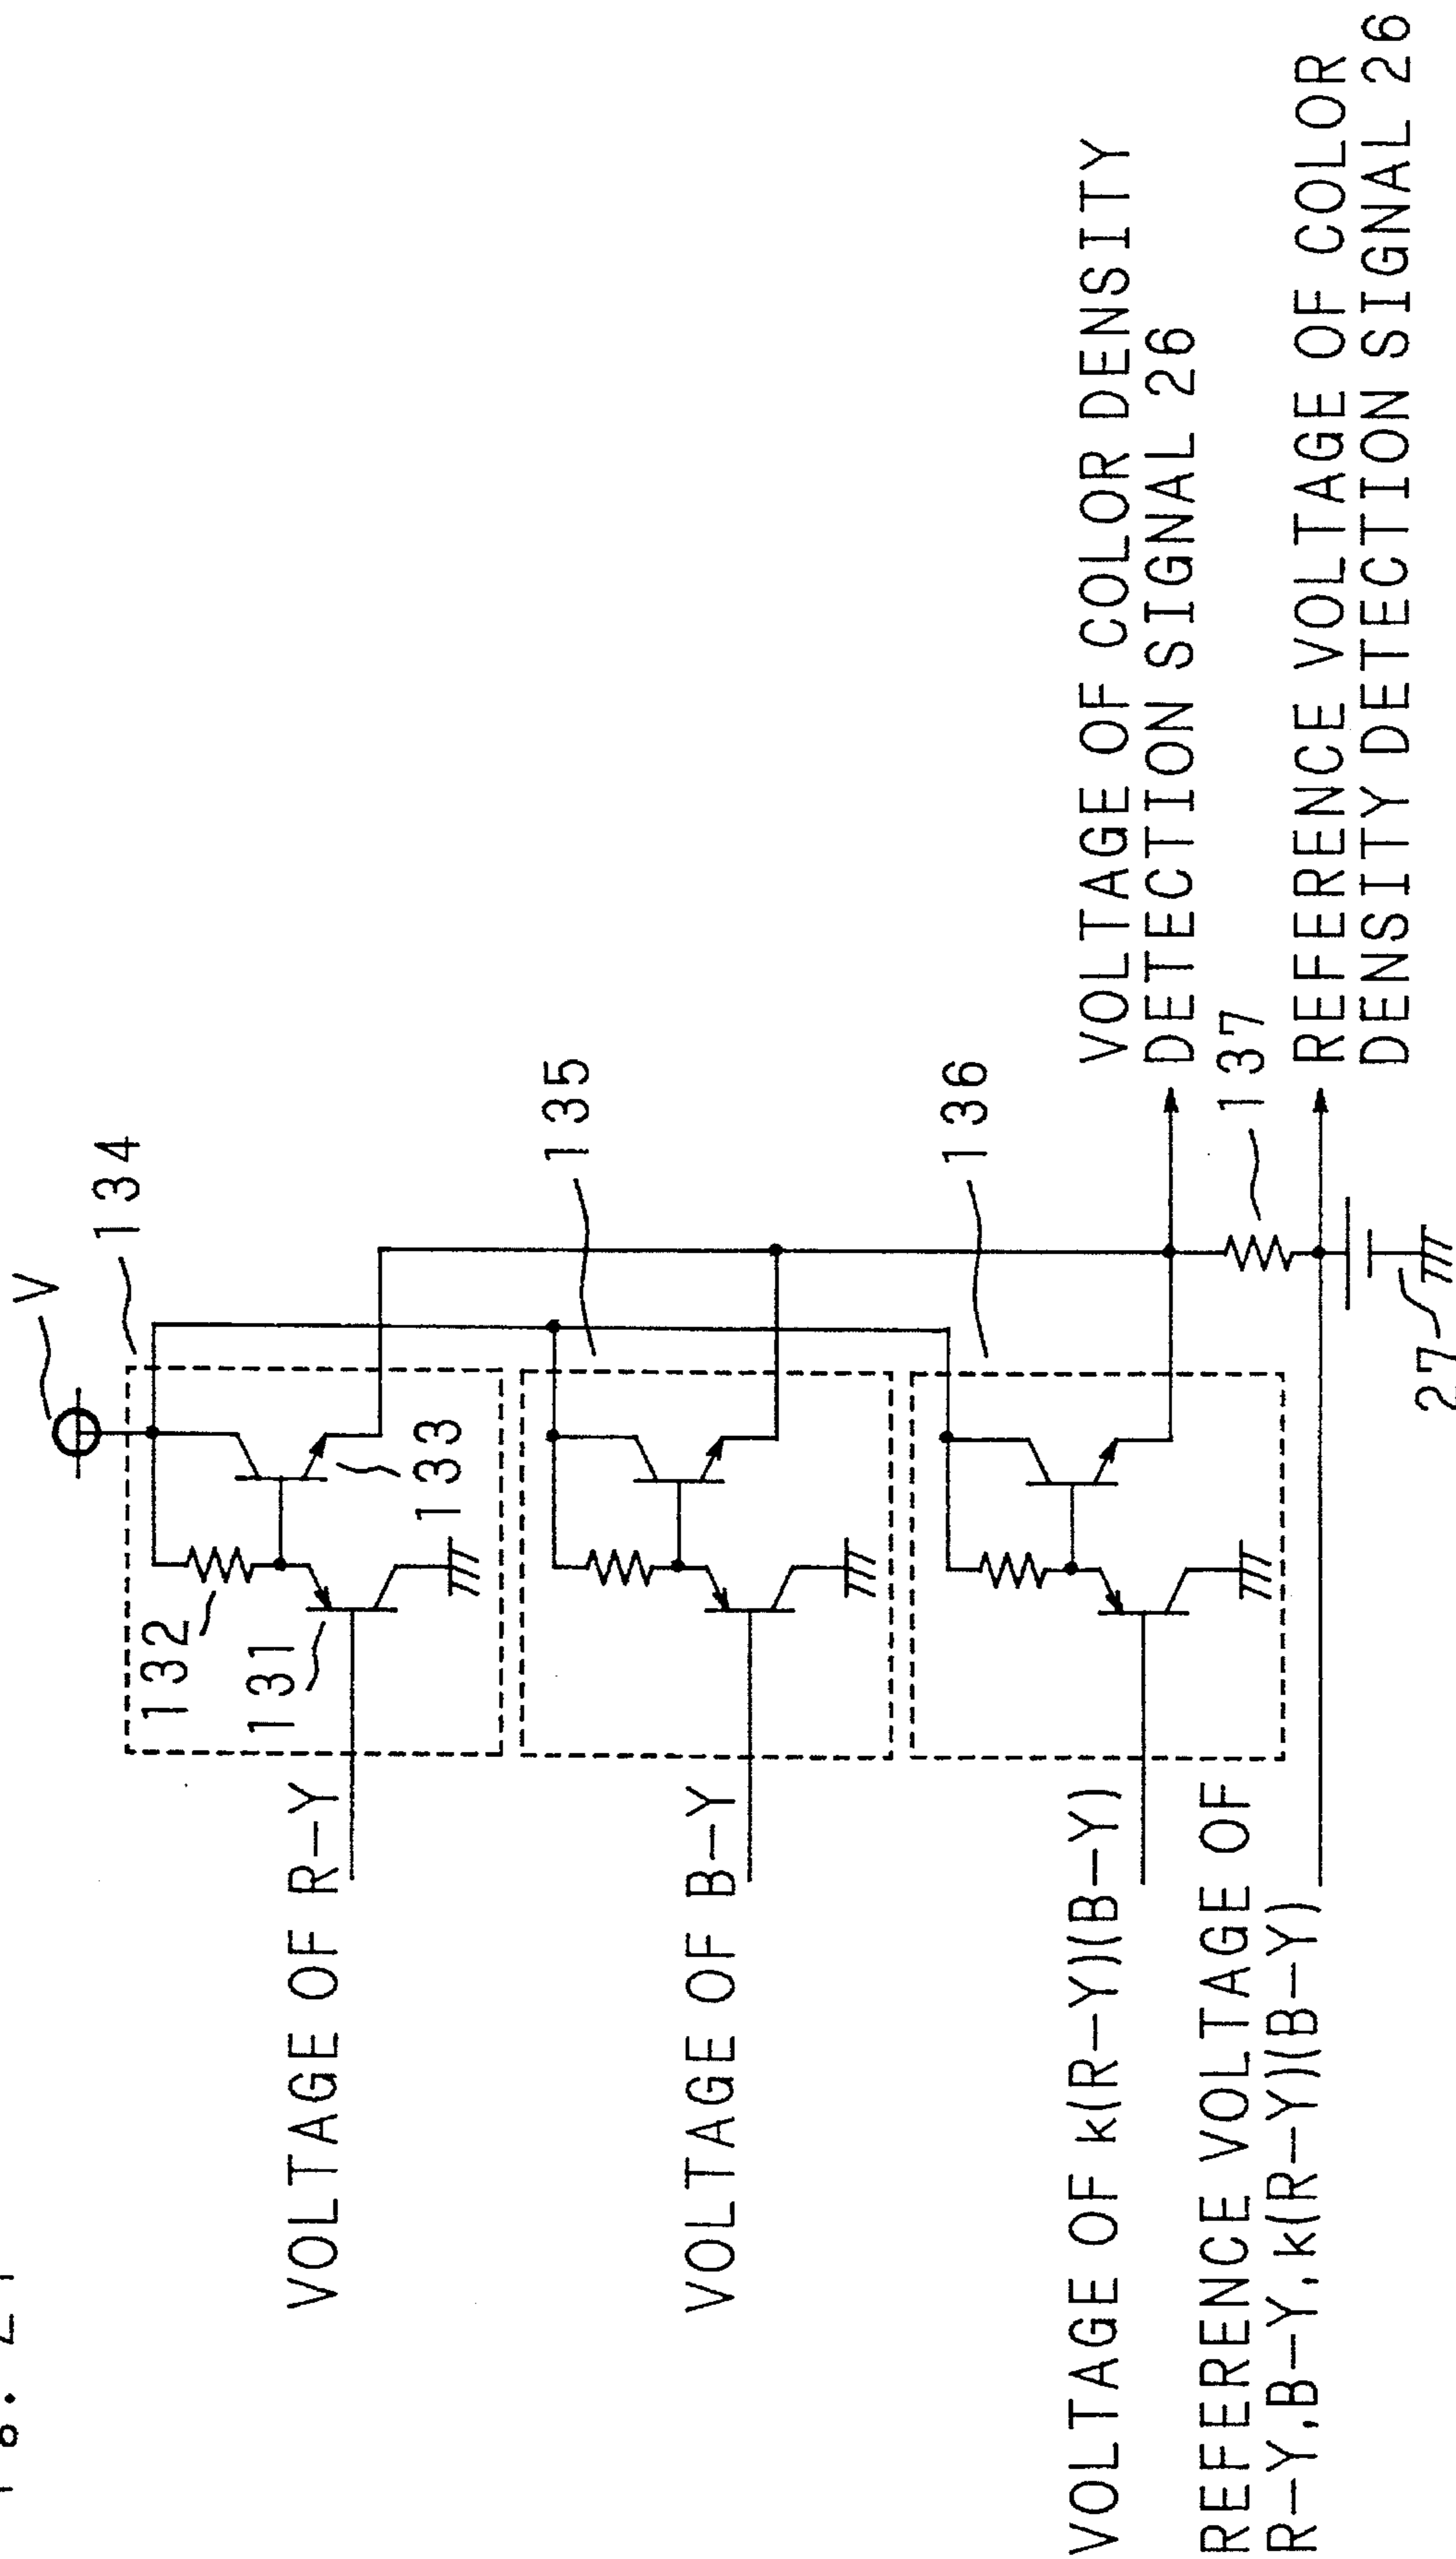 V
134
132
131
133
VOLTAGE OF R-Y
135
VOLTAGE OF B-Y
136
VOLTAGE OF k(R-Y)(B-Y)
VOLTAGE OF COLOR DENSITY
DETECTION SIGNAL 26
137
REFERENCE VOLTAGE OF
R-Y,B-Y,k(R-Y)(B-Y)
REFERENCE VOLTAGE OF COLOR
DENSITY DETECTION SIGNAL 26
27